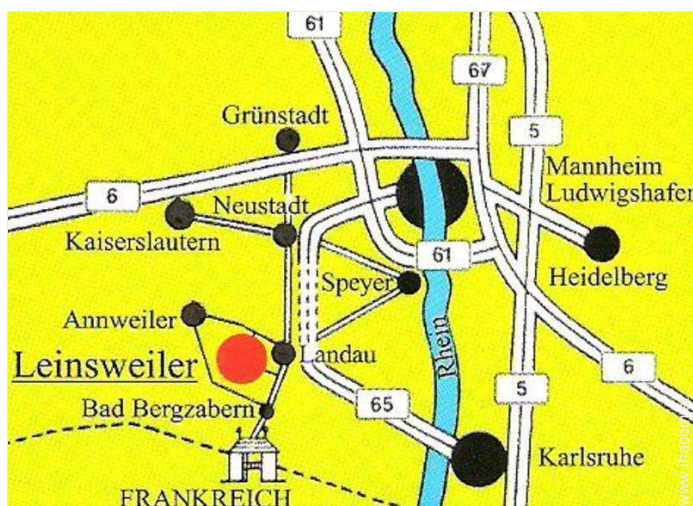 61
67
Grünstadt
5
Mannheim
Ludwigshafen
6
Neustadt
Kaiserslautern
61
Heidelberg
Speyer
Annweiler
Landau
Leinsweiler
Rhein
6
5
65
Bad Bergzabern
Karlsruhe
FRANKREICH